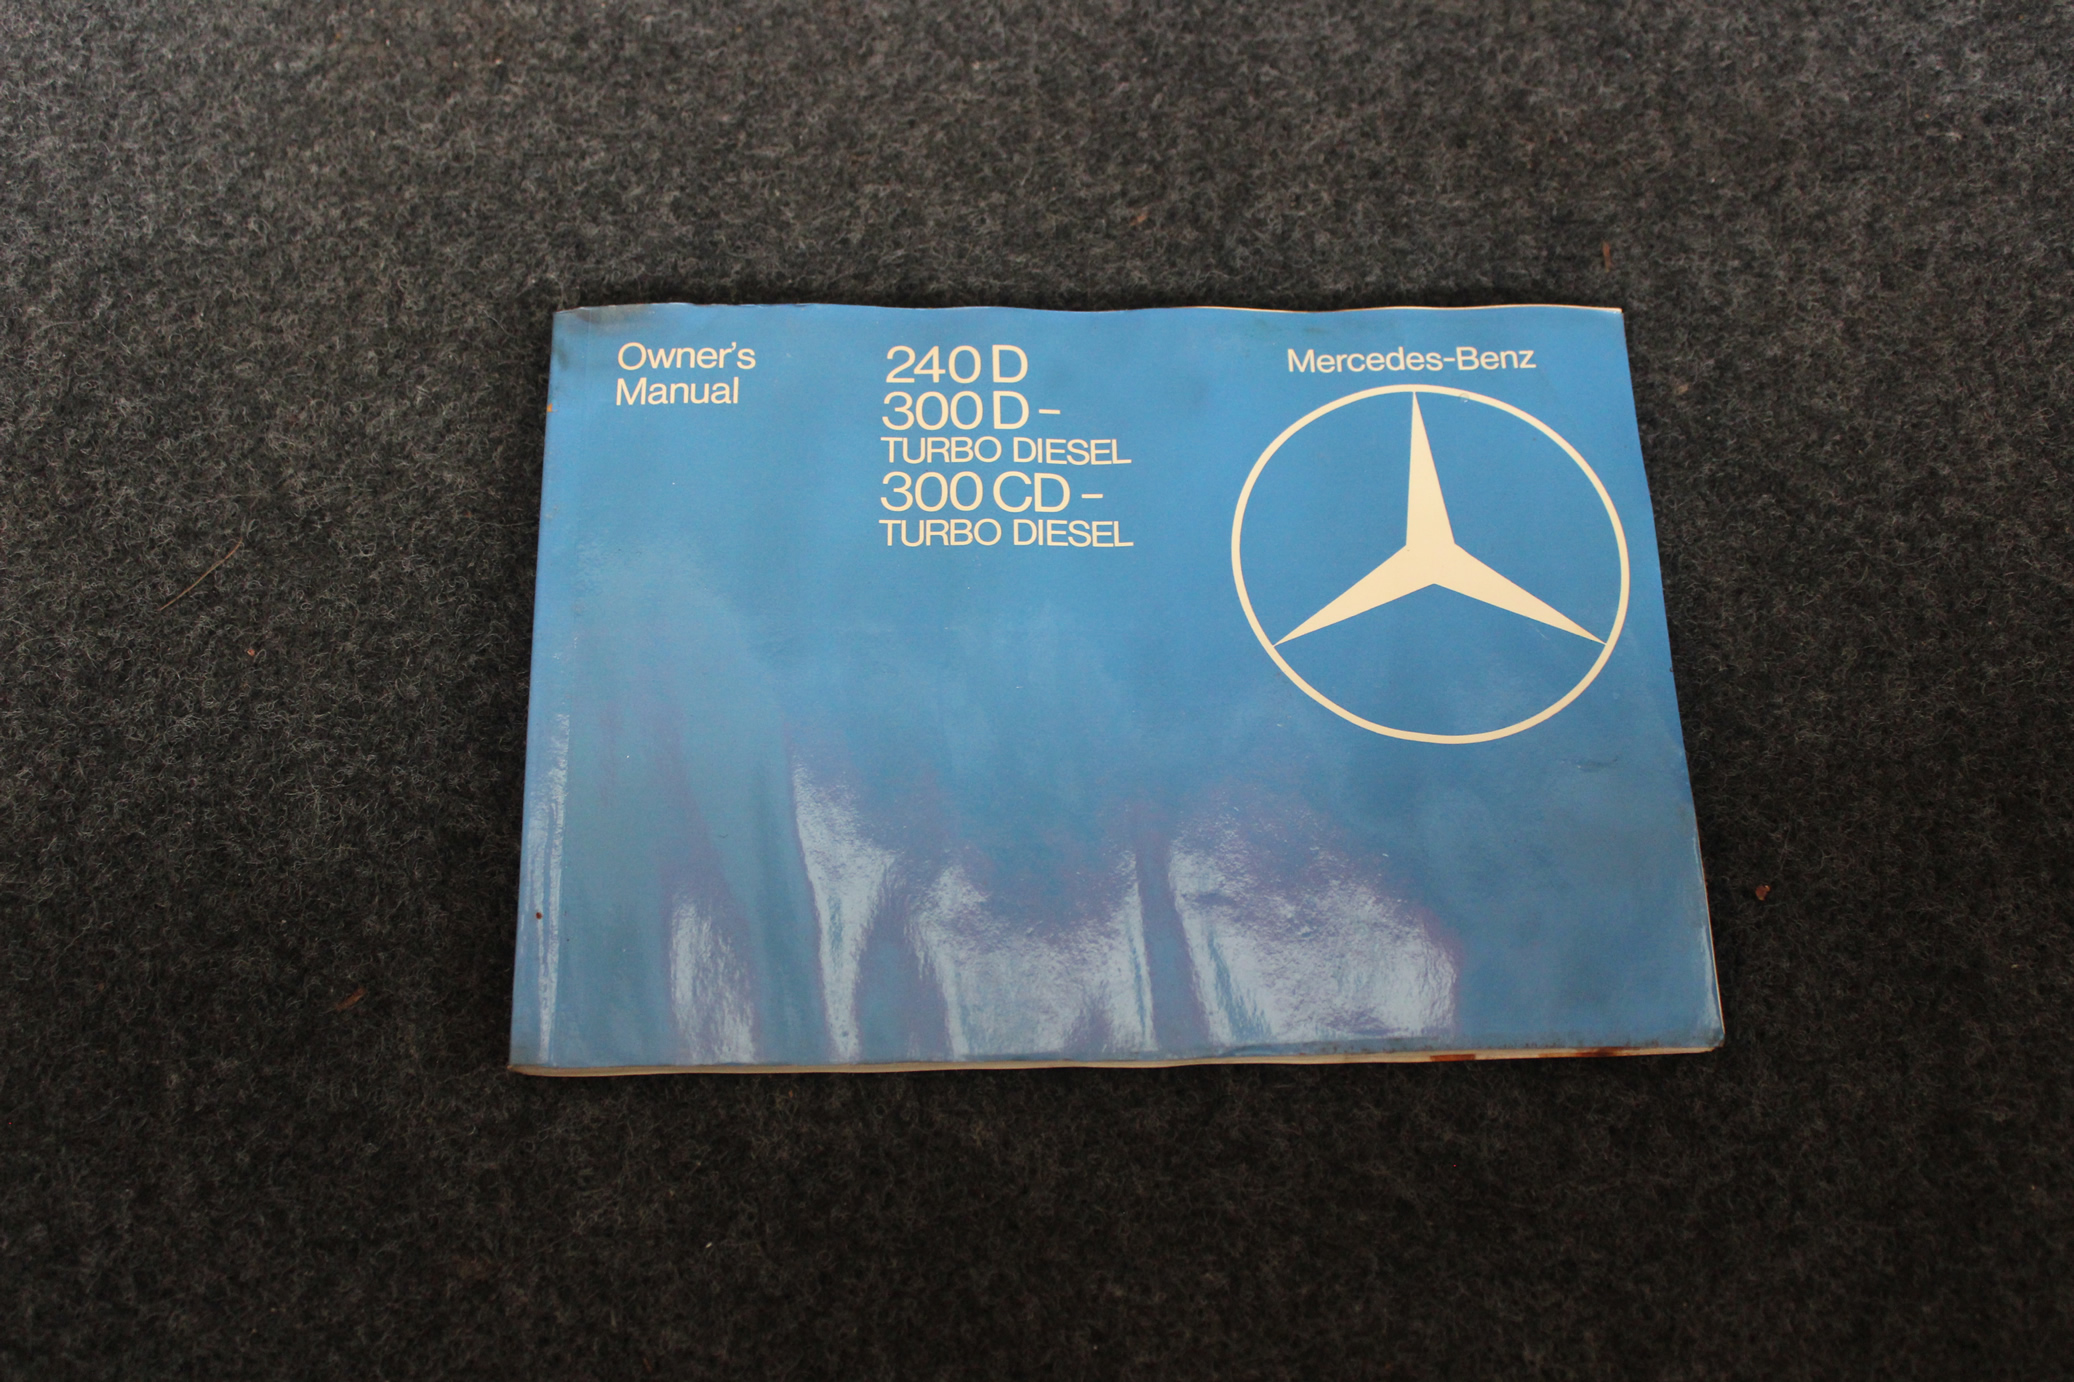 Owner's
Manual
240 D
300 D –
TURBO DIESEL
300 CD –
TURBO DIESEL
Mercedes-Benz